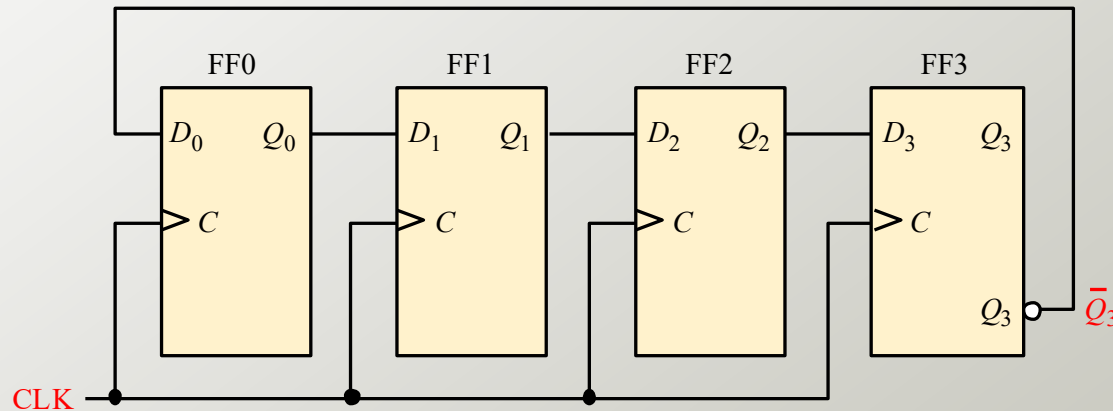 FF0 FF1 FF2 FF3
D₀ Q₀ D₁ Q₁ D₂ Q₂ D₃ Q₃
C C C C
Q₃ Q̅₃
CLK